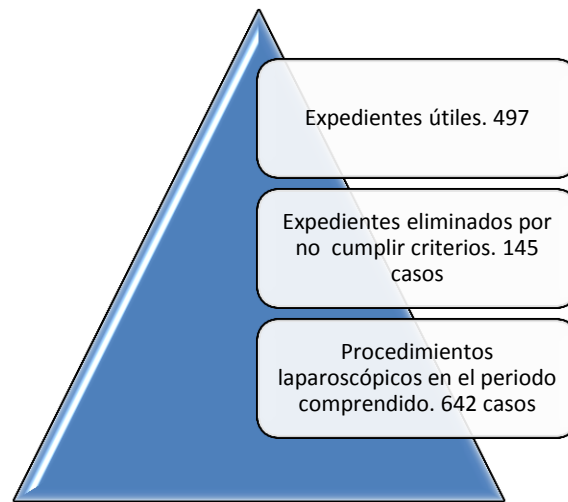 Expedientes útiles. 497
Expedientes eliminados por
no cumplir criterios. 145
casos
Procedimientos
laparoscópicos en el periodo
comprendido. 642 casos